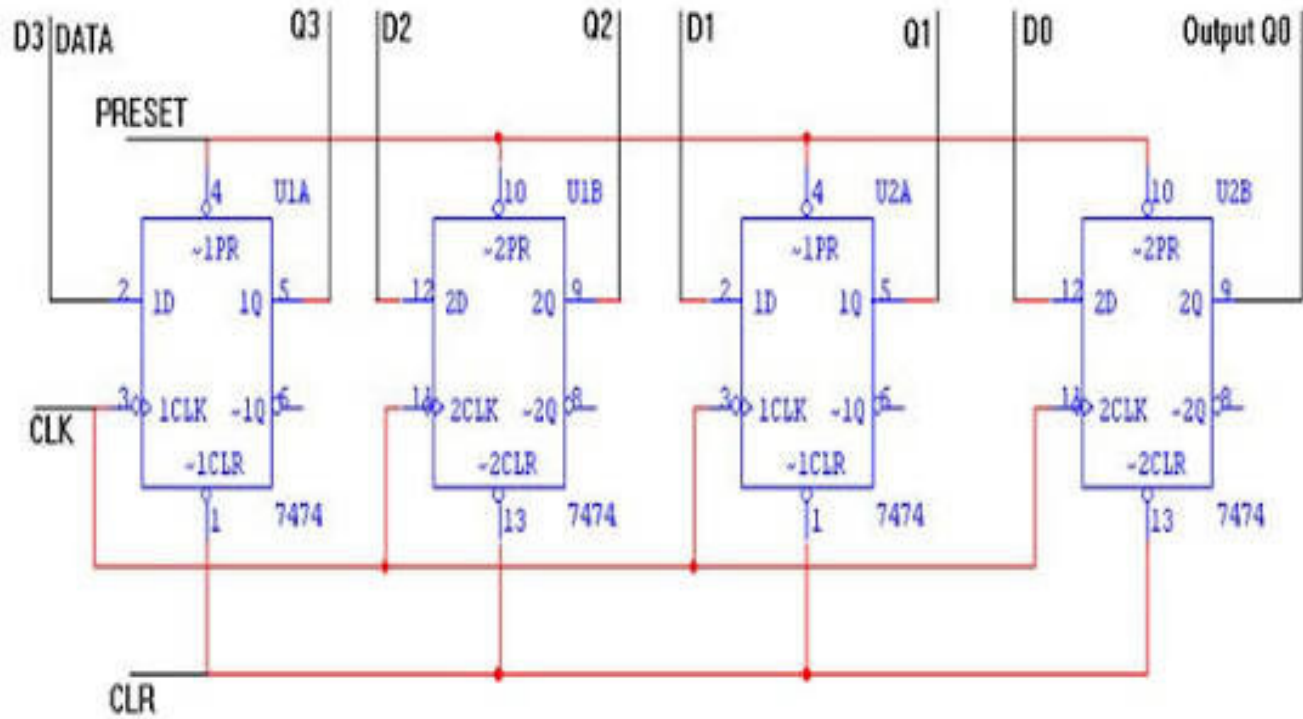 D3 DATA Q3 D2 Q2 D1 Q1 D0 Output Q0
PRESET
4 U1A 10 U1B 4 U2A 10 U2B
~1PR ~2PR ~1PR ~2PR
2 1D 1Q 5 12 2D 2Q 9 2 1D 1Q 5 12 2D 2Q 9
3 1CLK ~1Q 6 11 2CLK ~2Q 8 3 1CLK ~1Q 6 11 2CLK ~2Q 8
CLK
~1CLR ~2CLR ~1CLR ~2CLR
1 7474 13 7474 1 7474 13 7474
CLR